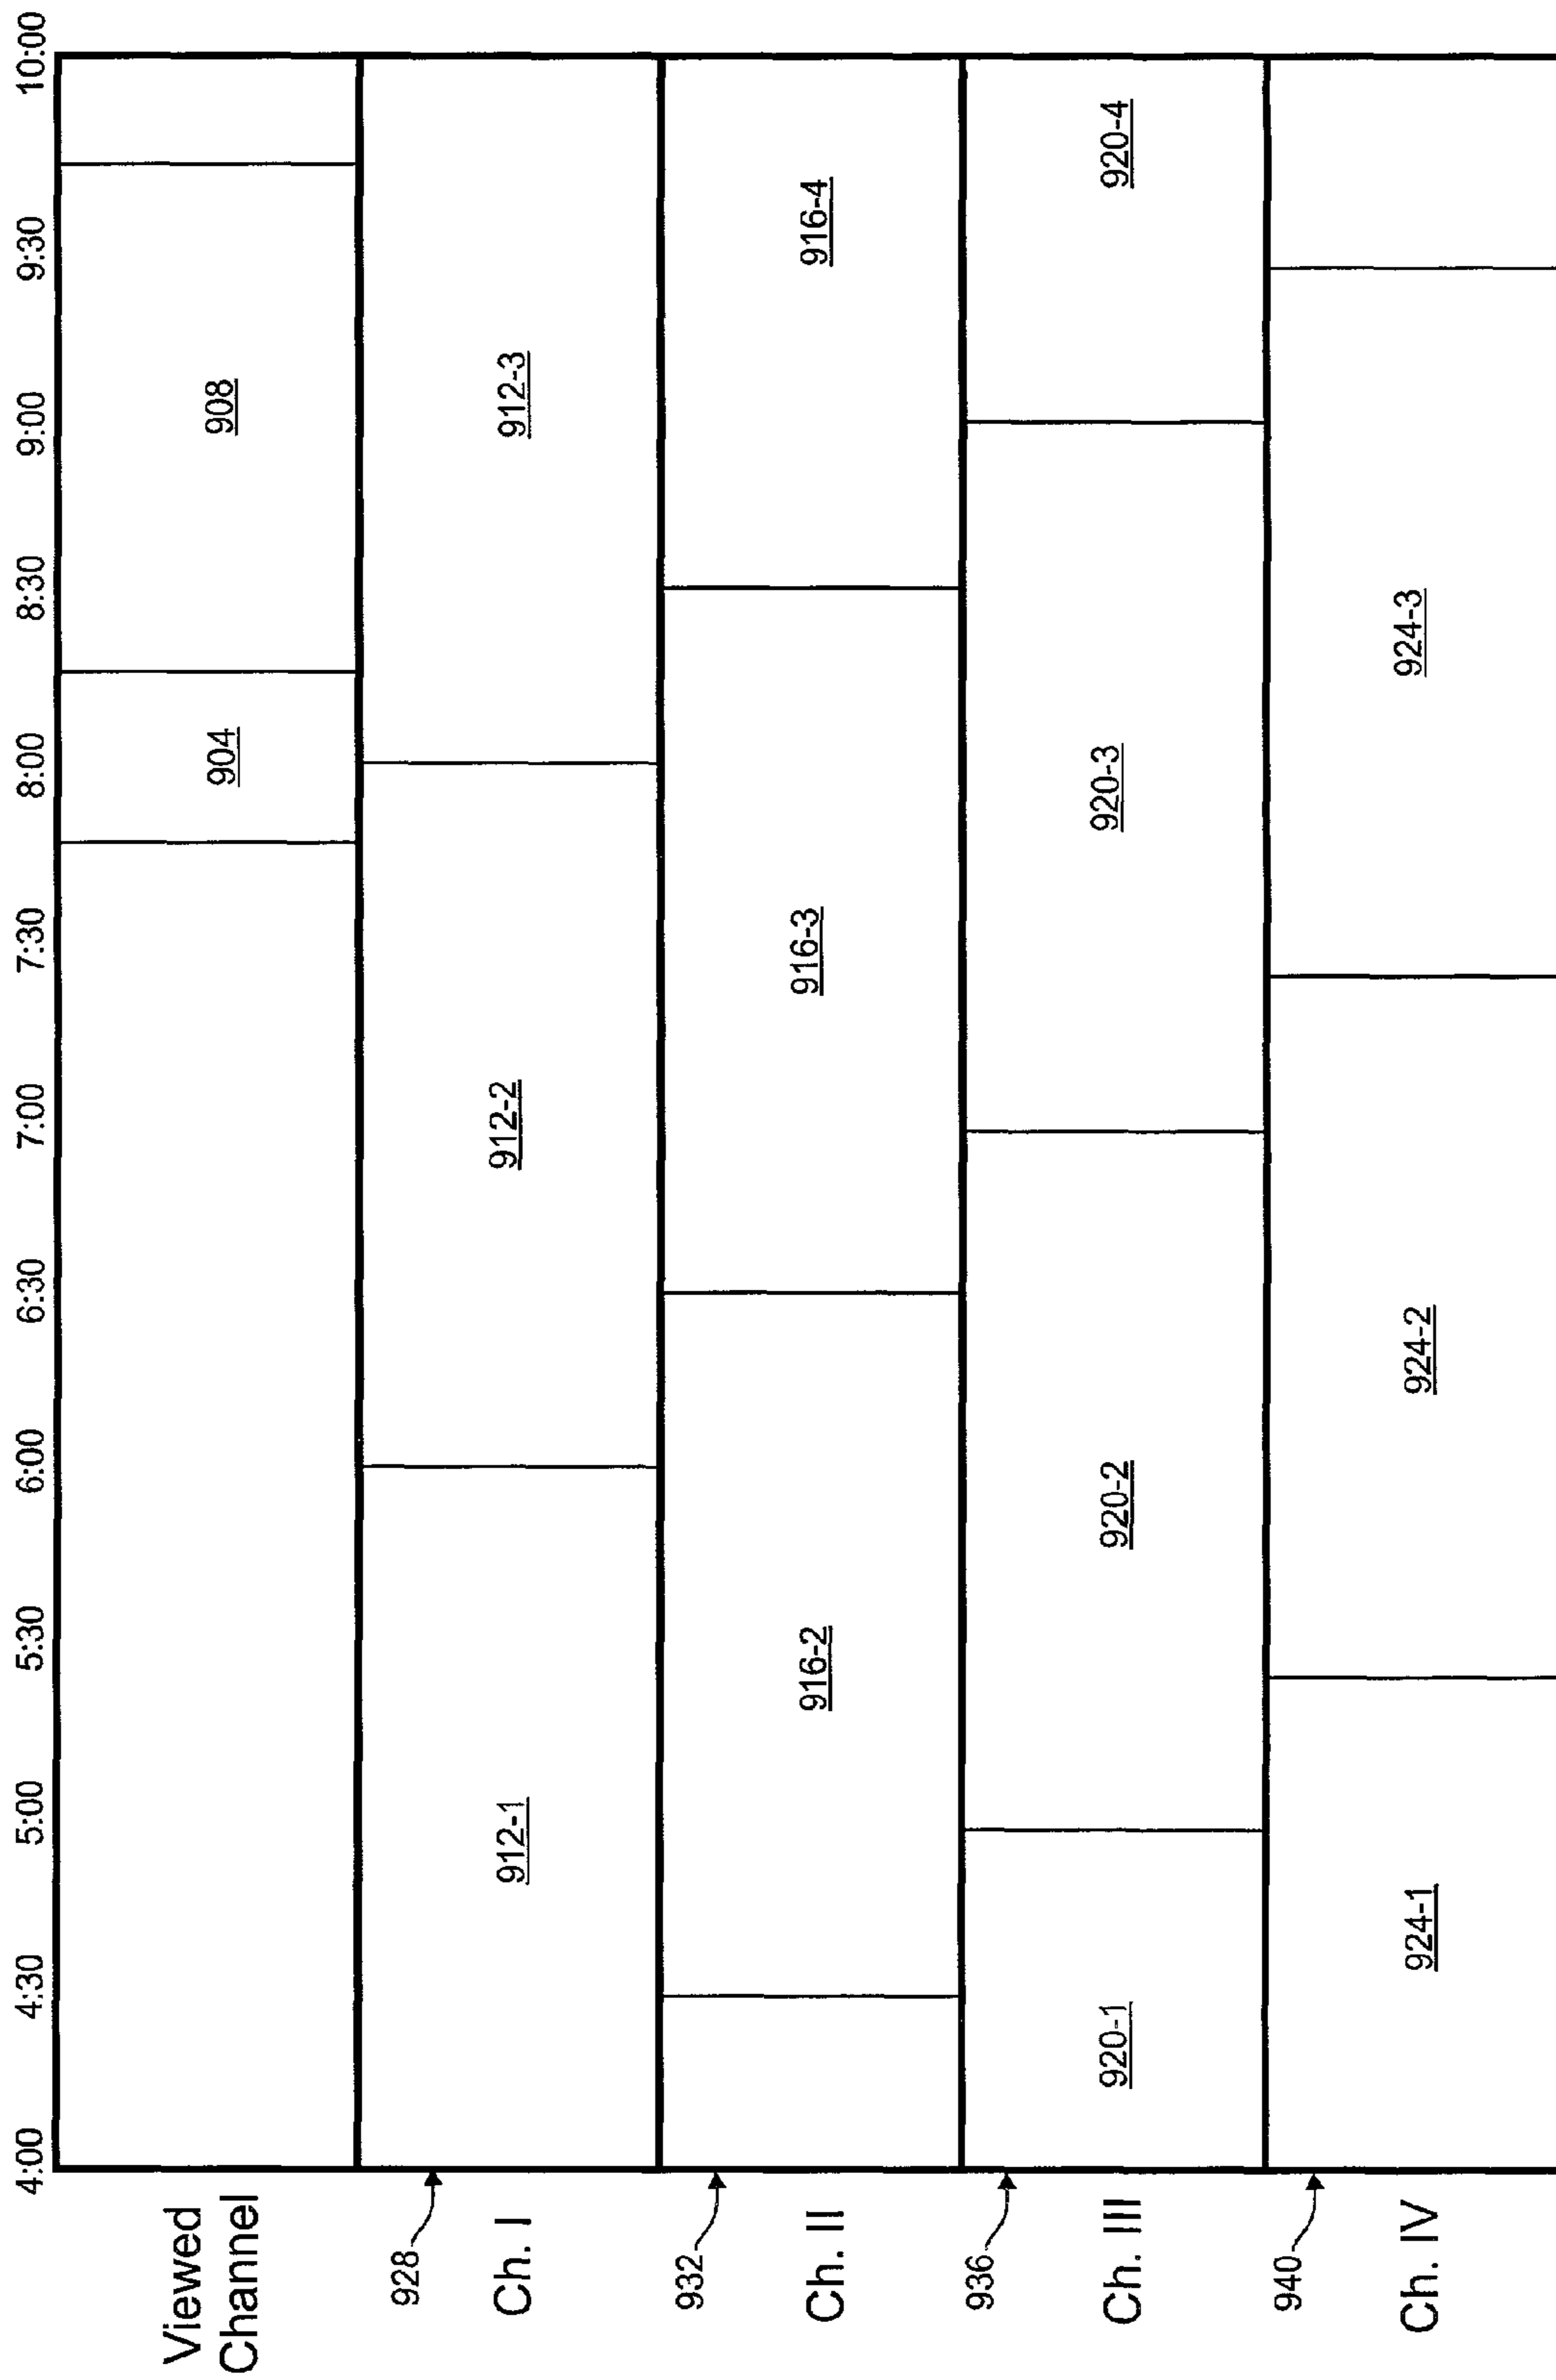 4:00 4:30 5:00 5:30 6:00 6:30 7:00 7:30 8:00 8:30 9:00 9:30 10:00
Viewed
Channel
904 908
928
Ch. I
912-1 912-2 912-3
932
Ch. II
916-2 916-3 916-4
936
Ch. III
920-1 920-2 920-3 920-4
940
Ch. IV
924-1 924-2 924-3